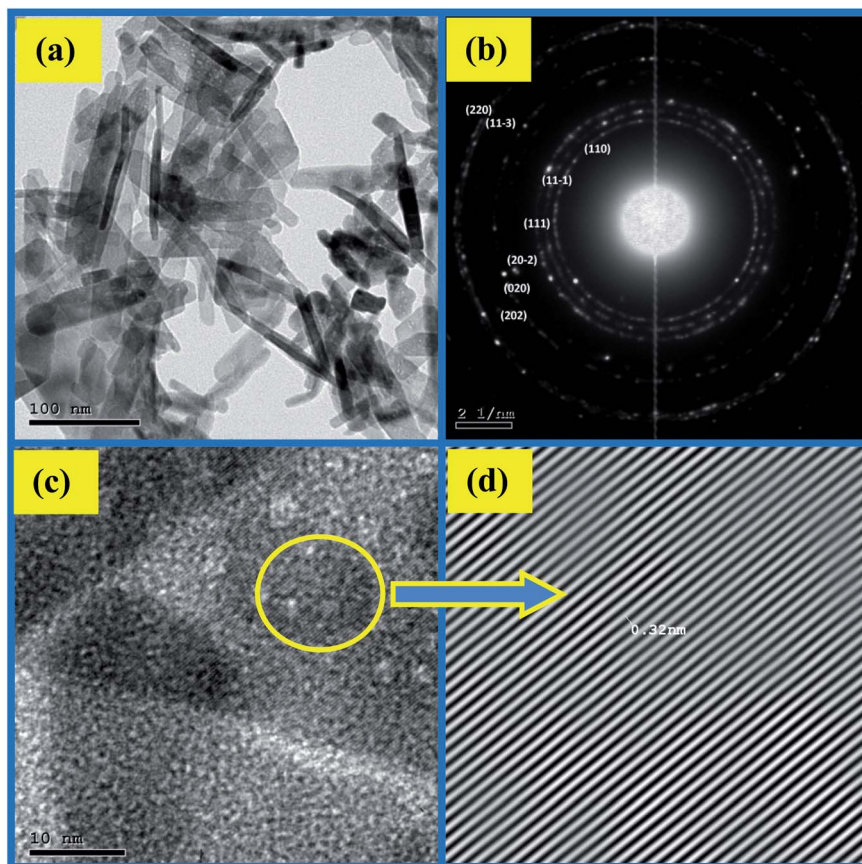 (a)
100 nm
(b)
(220)
(11-3)
(110)
(11-1)
(111)
(20-2)
(020)
(202)
2 1/nm
(c)
10 nm
(d)
0.32nm